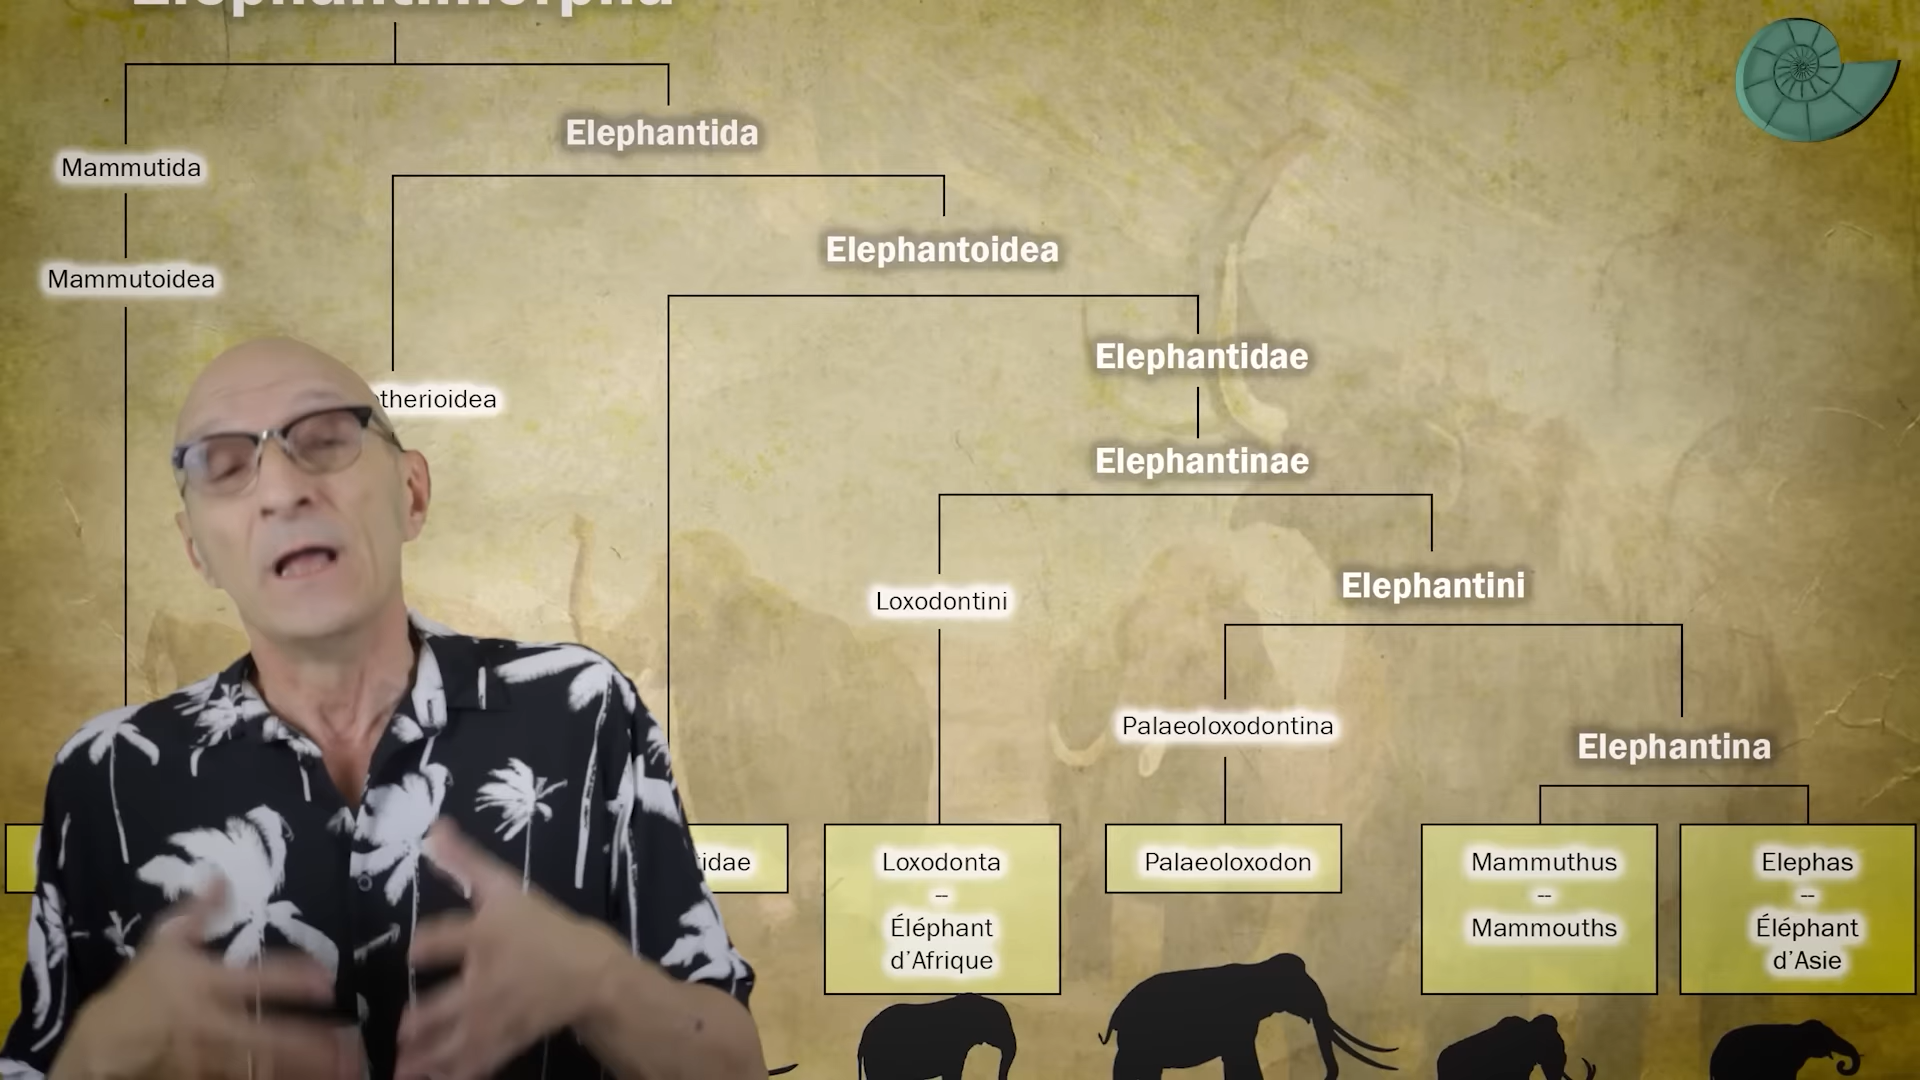 Elephantimorpha
Elephantida
Mammutida
Elephantoidea
Mammutoidea
Elephantidae
therioidea
Elephantinae
Elephantini
Loxodontini
Palaeoloxodontina
Elephantina
idae
Loxodonta
--
Éléphant
d’Afrique
Palaeoloxodon
Mammuthus
--
Mammouths
Elephas
--
Éléphant
d’Asie